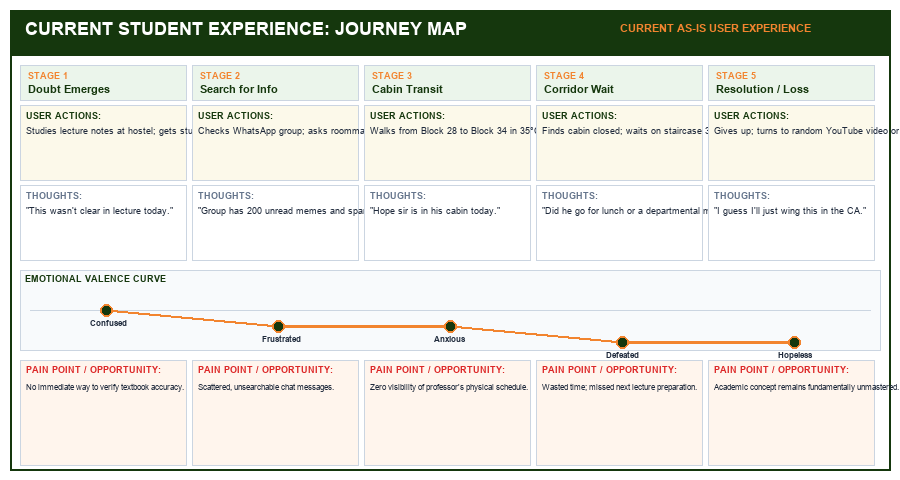 CURRENT STUDENT EXPERIENCE: JOURNEY MAP
CURRENT AS-IS USER EXPERIENCE
STAGE 1
Doubt Emerges
STAGE 2
Search for Info
STAGE 3
Cabin Transit
STAGE 4
Corridor Wait
STAGE 5
Resolution / Loss
USER ACTIONS:
Studies lecture notes at hostel; gets
USER ACTIONS:
Checks WhatsApp group; asks
USER ACTIONS:
Walks from Block 28 to Block 34 in
USER ACTIONS:
Finds cabin closed; waits on staircase
USER ACTIONS:
Gives up; turns to random YouTube video or
THOUGHTS:
"This wasn't clear in lecture today."
THOUGHTS:
"Group has 200 unread memes and
THOUGHTS:
"Hope sir is in his cabin today."
THOUGHTS:
"Did he go for lunch or a departmental
THOUGHTS:
"I guess I'll just wing this in the CA."
EMOTIONAL VALENCE CURVE
Confused
Frustrated
Anxious
Defeated
Hopeless
PAIN POINT / OPPORTUNITY:
No immediate way to verify textbook accuracy.
PAIN POINT / OPPORTUNITY:
Scattered, unsearchable chat messages.
PAIN POINT / OPPORTUNITY:
Zero visibility of professor's physical schedule.
PAIN POINT / OPPORTUNITY:
Wasted time; missed next lecture preparation.
PAIN POINT / OPPORTUNITY:
Academic concept remains fundamentally unmastered.